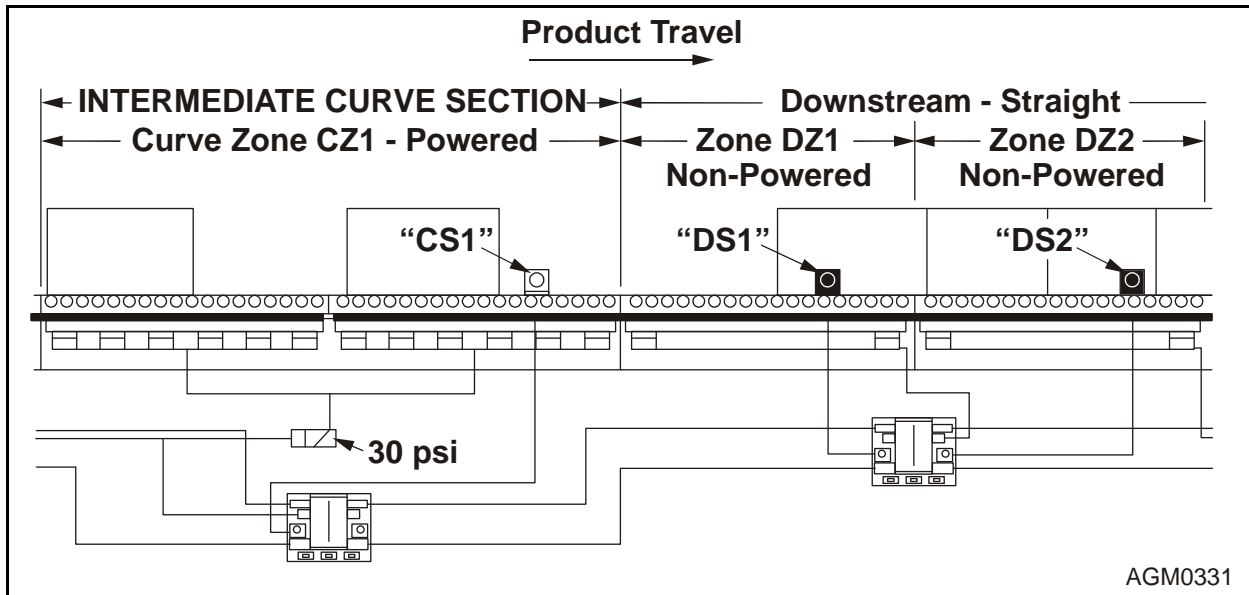 Product Travel
INTERMEDIATE CURVE SECTION
Downstream - Straight
Curve Zone CZ1 - Powered
Zone DZ1
Non-Powered
Zone DZ2
Non-Powered
“CS1”
“DS1”
“DS2”
30 psi
AGM0331